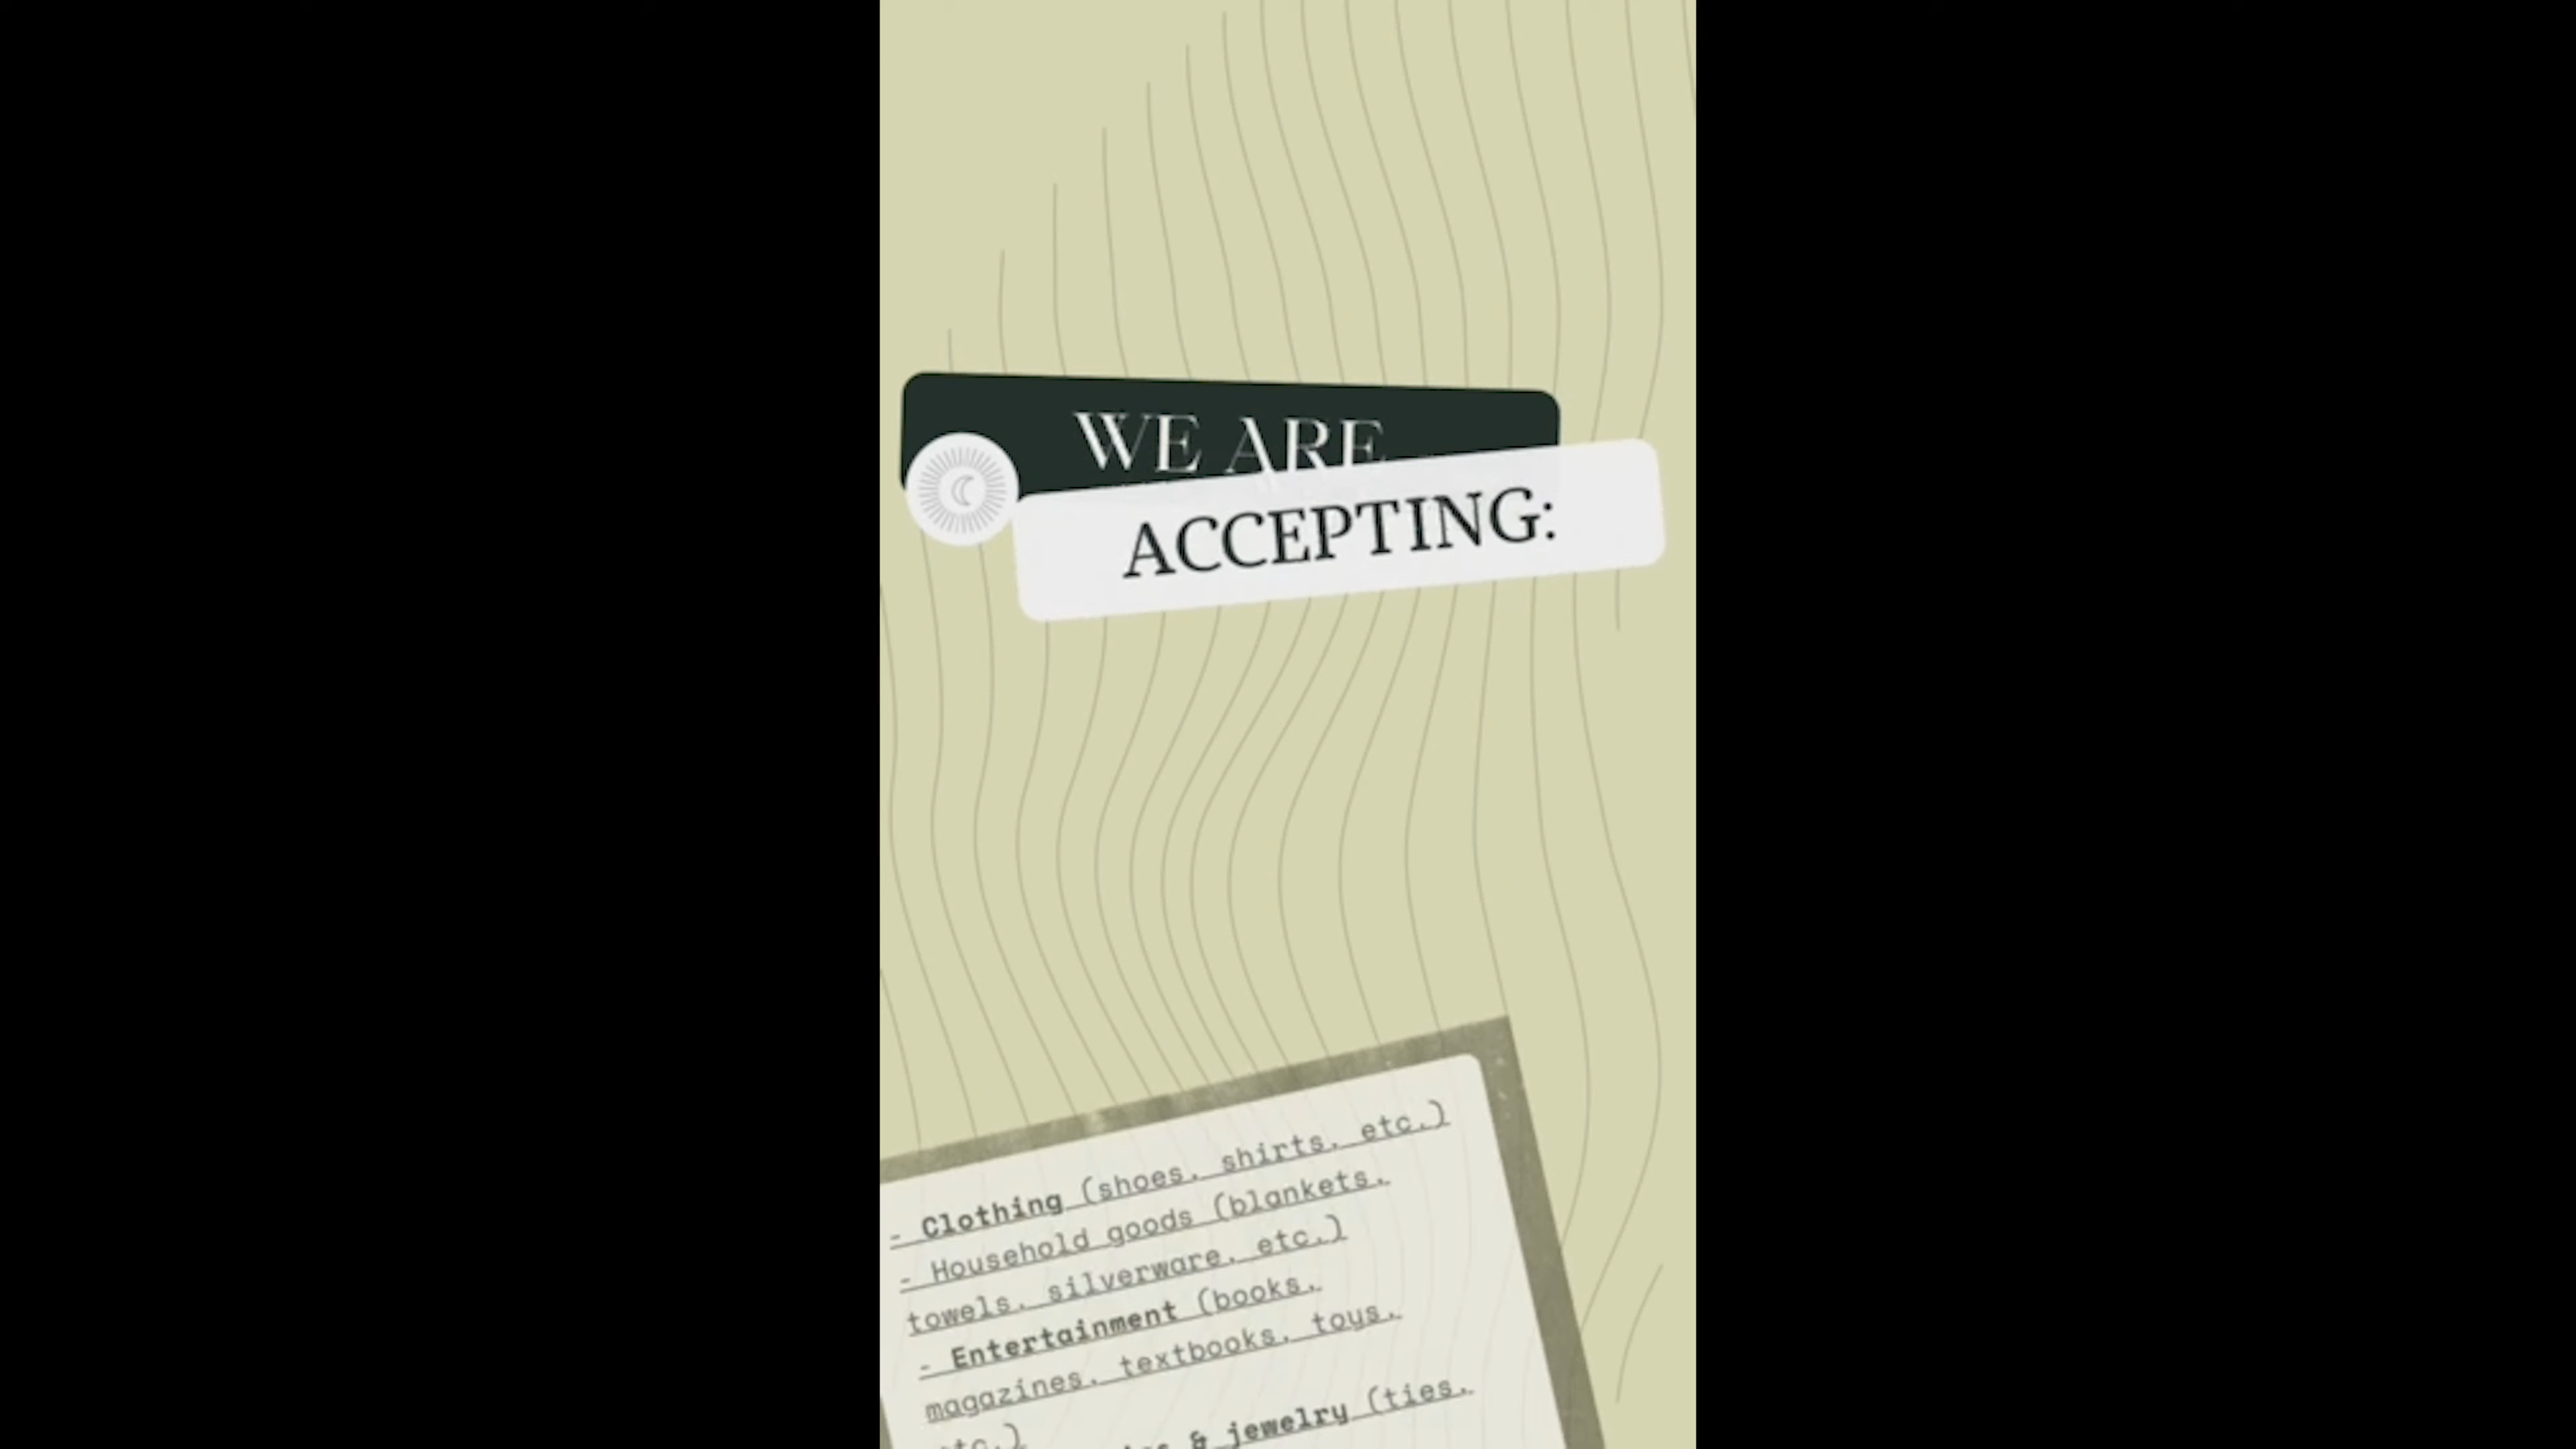 WE ARE
ACCEPTING:
- Clothing (shoes, shirts, etc.)
- Household goods (blankets,
towels, silverware, etc.)
- Entertainment (books,
magazines, textbooks, toys,
etc.)
& jewelry (ties,